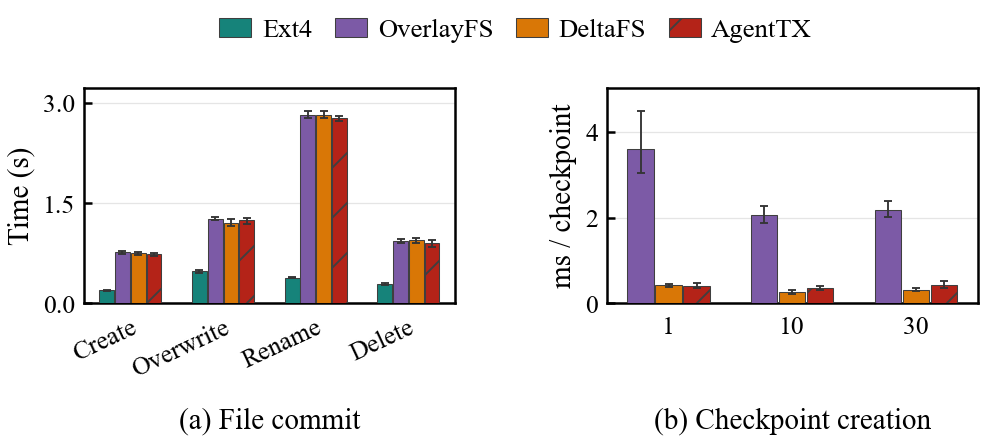 Ext4 OverlayFS DeltaFS AgentTX
Time (s)
3.0
1.5
0.0
Create Overwrite Rename Delete
(a) File commit
ms / checkpoint
4
2
0
1 10 30
(b) Checkpoint creation